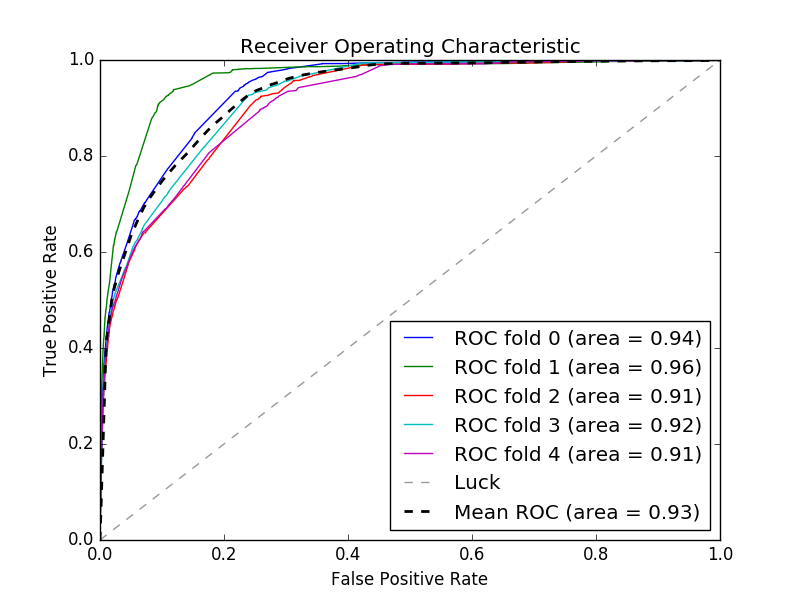 Receiver Operating Characteristic
1.0
0.8
0.6
0.4
0.2
0.0
True Positive Rate
ROC fold 0 (area = 0.94)
ROC fold 1 (area = 0.96)
ROC fold 2 (area = 0.91)
ROC fold 3 (area = 0.92)
ROC fold 4 (area = 0.91)
Luck
Mean ROC (area = 0.93)
0.0 0.2 0.4 0.6 0.8 1.0
False Positive Rate